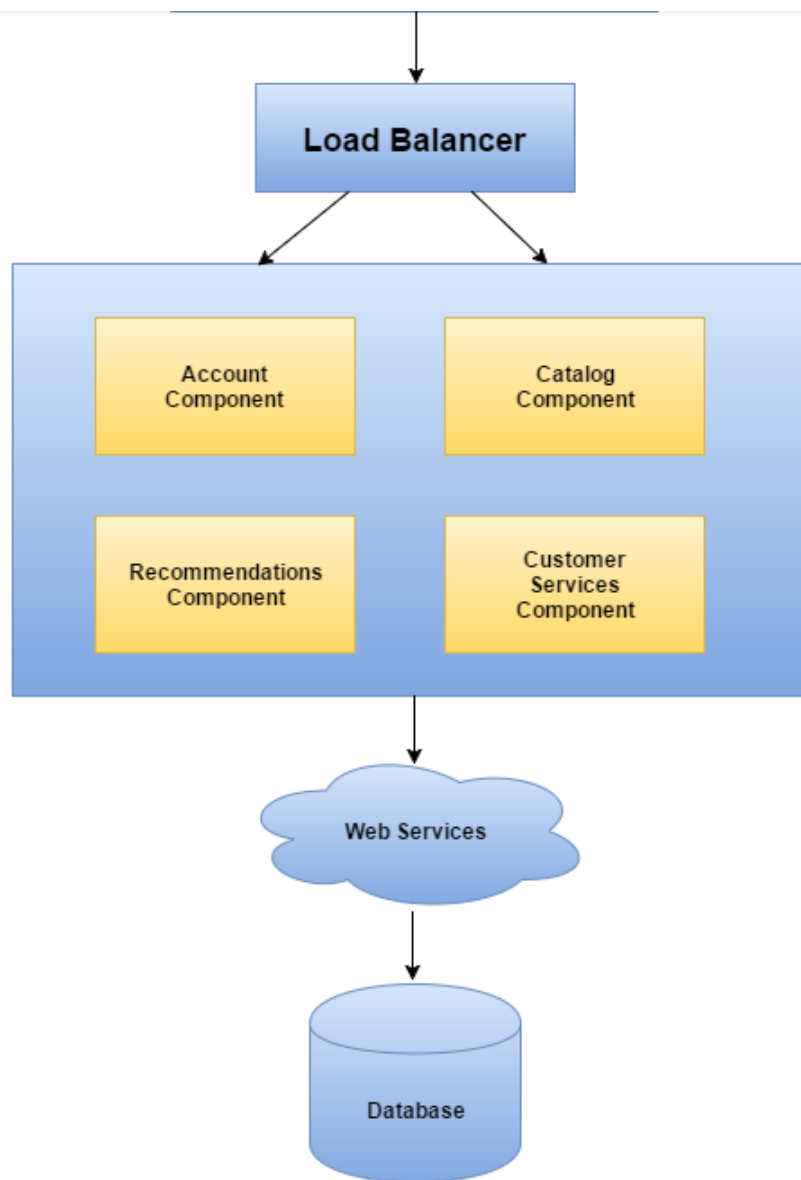 Load Balancer
Account
Component
Catalog
Component
Recommendations
Component
Customer
Services
Component
Web Services
Database